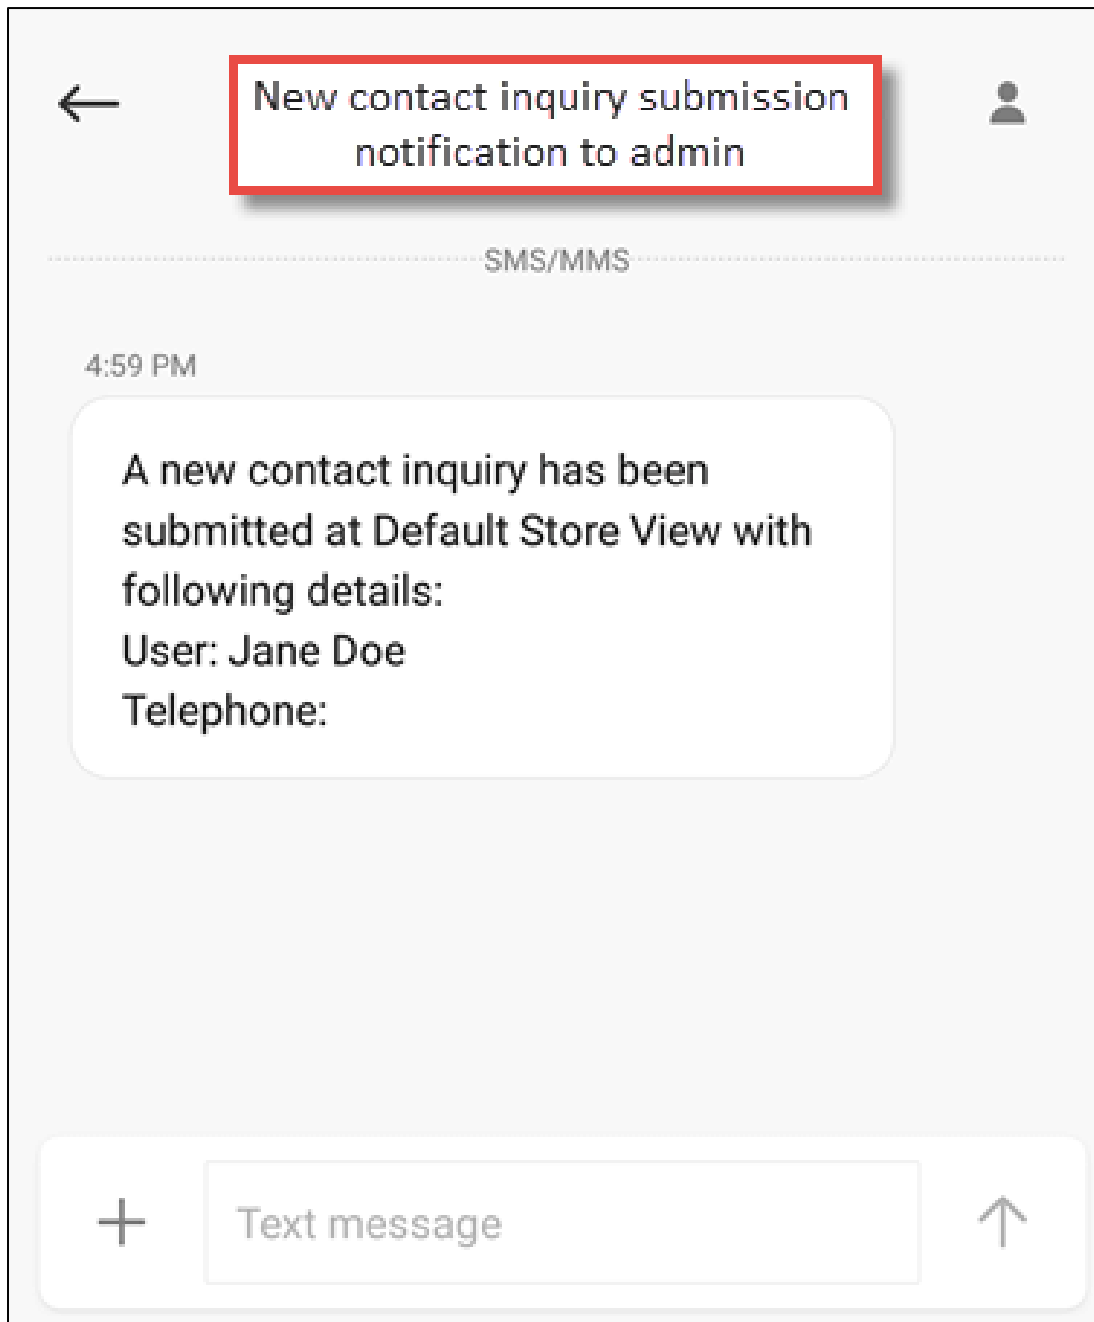 New contact inquiry submission
notification to admin
SMS/MMS
4:59 PM
A new contact inquiry has been
submitted at Default Store View with
following details:
User: Jane Doe
Telephone:
Text message